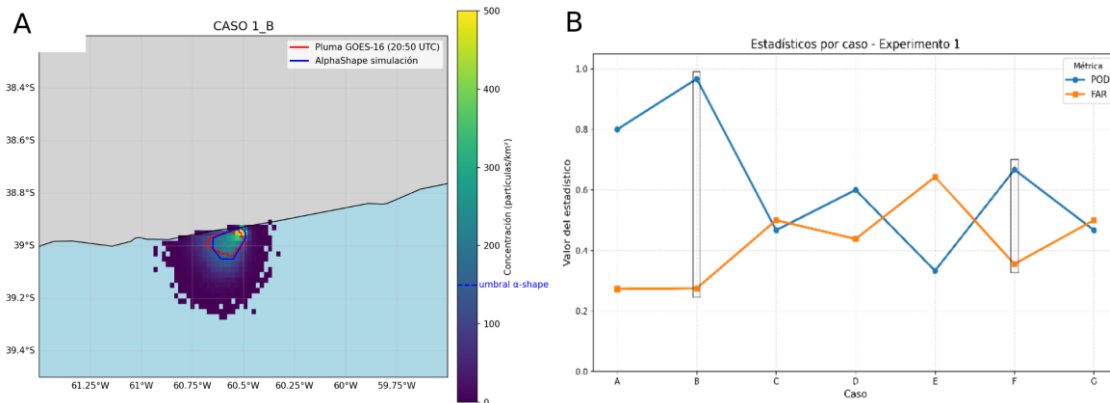 A
CASO 1_B
Pluma GOES-16 (20:50 UTC)
AlphaShape simulación
38.4°S
38.6°S
38.8°S
39°S
39.2°S
39.4°S
61.25°W
61°W
60.75°W
60.5°W
60.25°W
60°W
59.75°W
500
400
300
200
100
0
Concentración (partículas/km²)
umbral α-shape
B
Estadísticos por caso - Experimento 1
Métrica
POD
FAR
Valor del estadístico
1.0
0.8
0.6
0.4
0.2
0.0
A
B
C
D
E
F
G
Caso